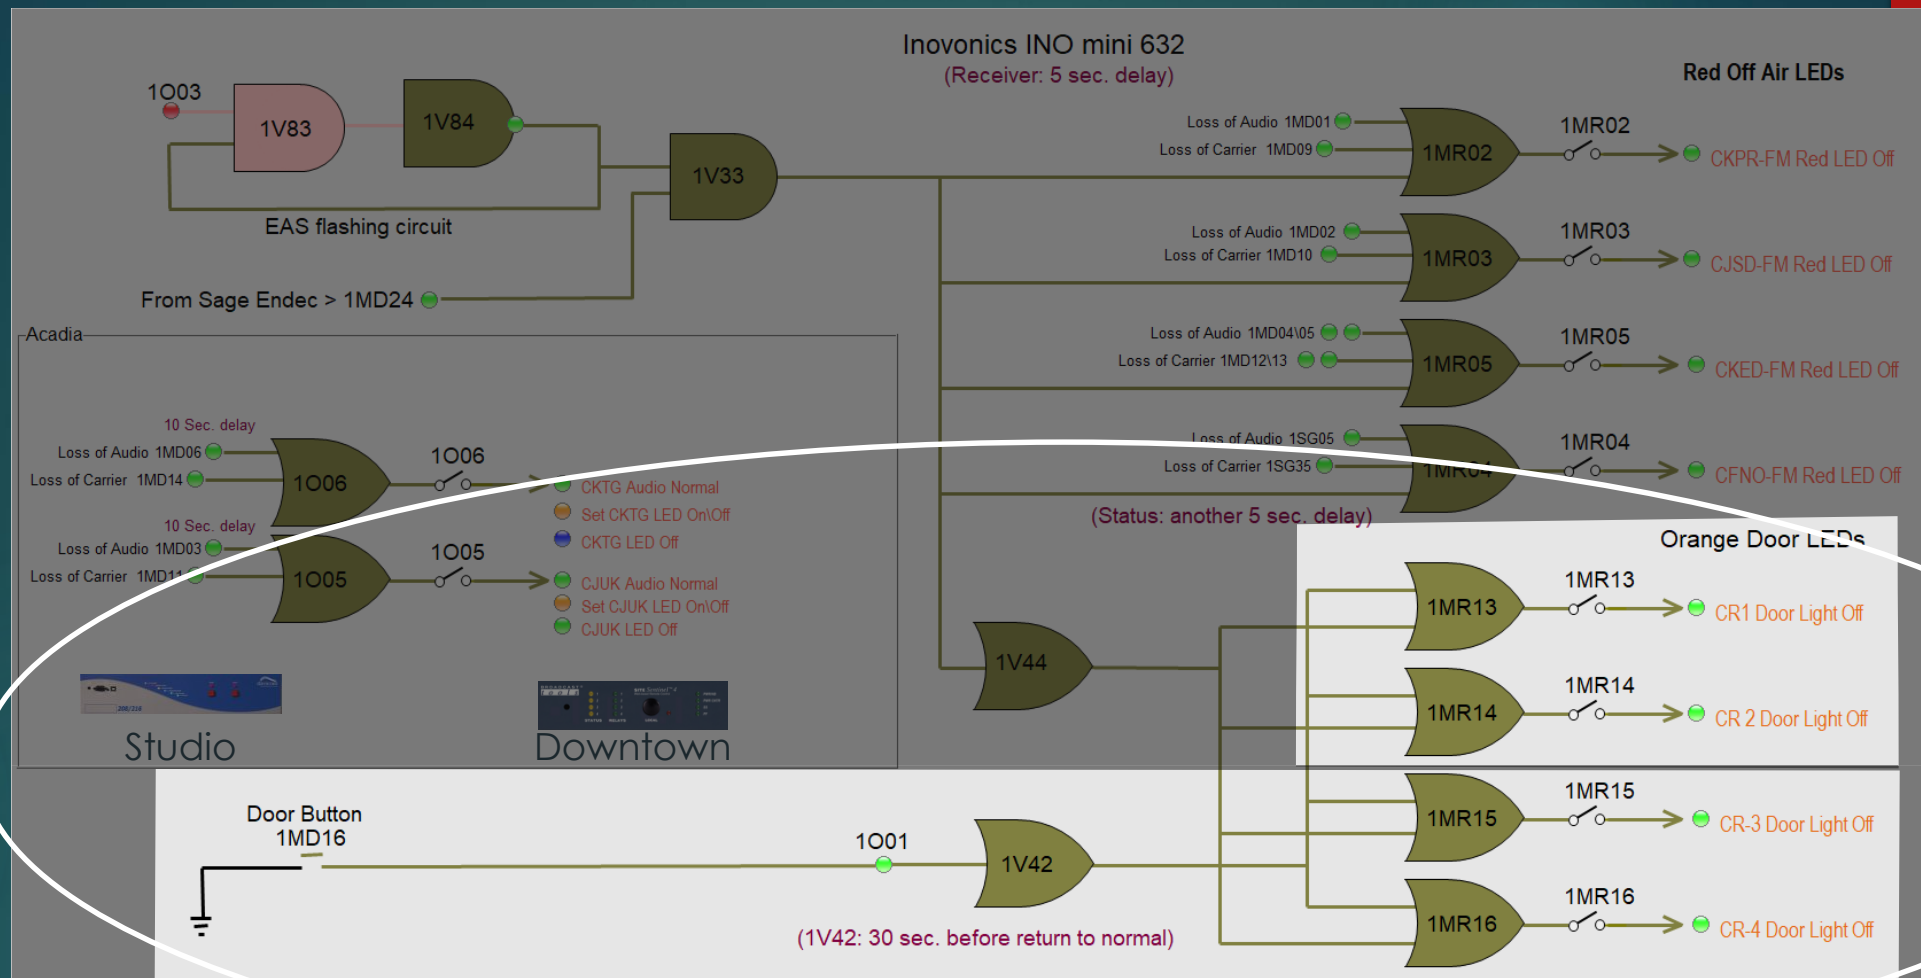 Inovonics INO mini 632
(Receiver: 5 sec. delay)
Red Off Air LEDs
1O03
1V83
1V84
1V33
EAS flashing circuit
From Sage Endec > 1MD24
Loss of Audio 1MD01
Loss of Carrier 1MD09
1MR02
1MR02
CKPR-FM Red LED Off
Loss of Audio 1MD02
Loss of Carrier 1MD10
1MR03
1MR03
CJSD-FM Red LED Off
Loss of Audio 1MD04\05
Loss of Carrier 1MD12\13
1MR05
1MR05
CKED-FM Red LED Off
Loss of Audio 1SG05
Loss of Carrier 1SG35
1MR04
1MR04
CFNO-FM Red LED Off
(Status: another 5 sec. delay)
Acadia
10 Sec. delay
Loss of Audio 1MD06
Loss of Carrier 1MD14
1O06
1O06
CKTG Audio Normal
Set CKTG LED On\Off
CKTG LED Off
10 Sec. delay
Loss of Audio 1MD03
Loss of Carrier 1MD11
1O05
1O05
CJUK Audio Normal
Set CJUK LED On\Off
CJUK LED Off
Studio
Downtown
Orange Door LEDs
1V44
1MR13
1MR13
CR1 Door Light Off
1MR14
1MR14
CR 2 Door Light Off
1MR15
1MR15
CR-3 Door Light Off
1MR16
1MR16
CR-4 Door Light Off
Door Button
1MD16
1O01
1V42
(1V42: 30 sec. before return to normal)